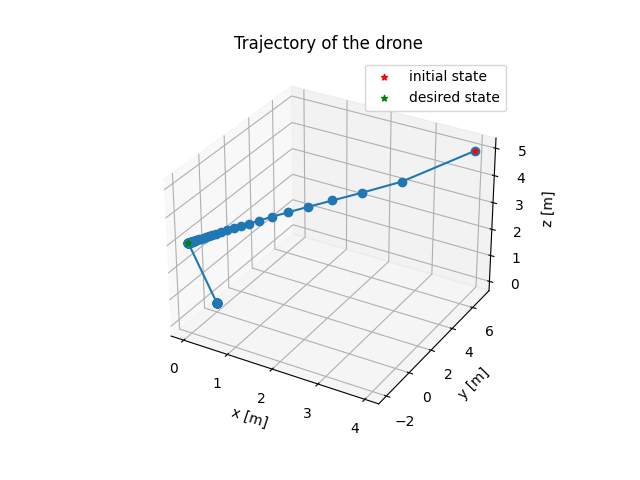 Trajectory of the drone
initial state
desired state
5
4
3
2
1
0
z [m]
6
4
2
0
−2
y [m]
0
1
2
3
4
x [m]